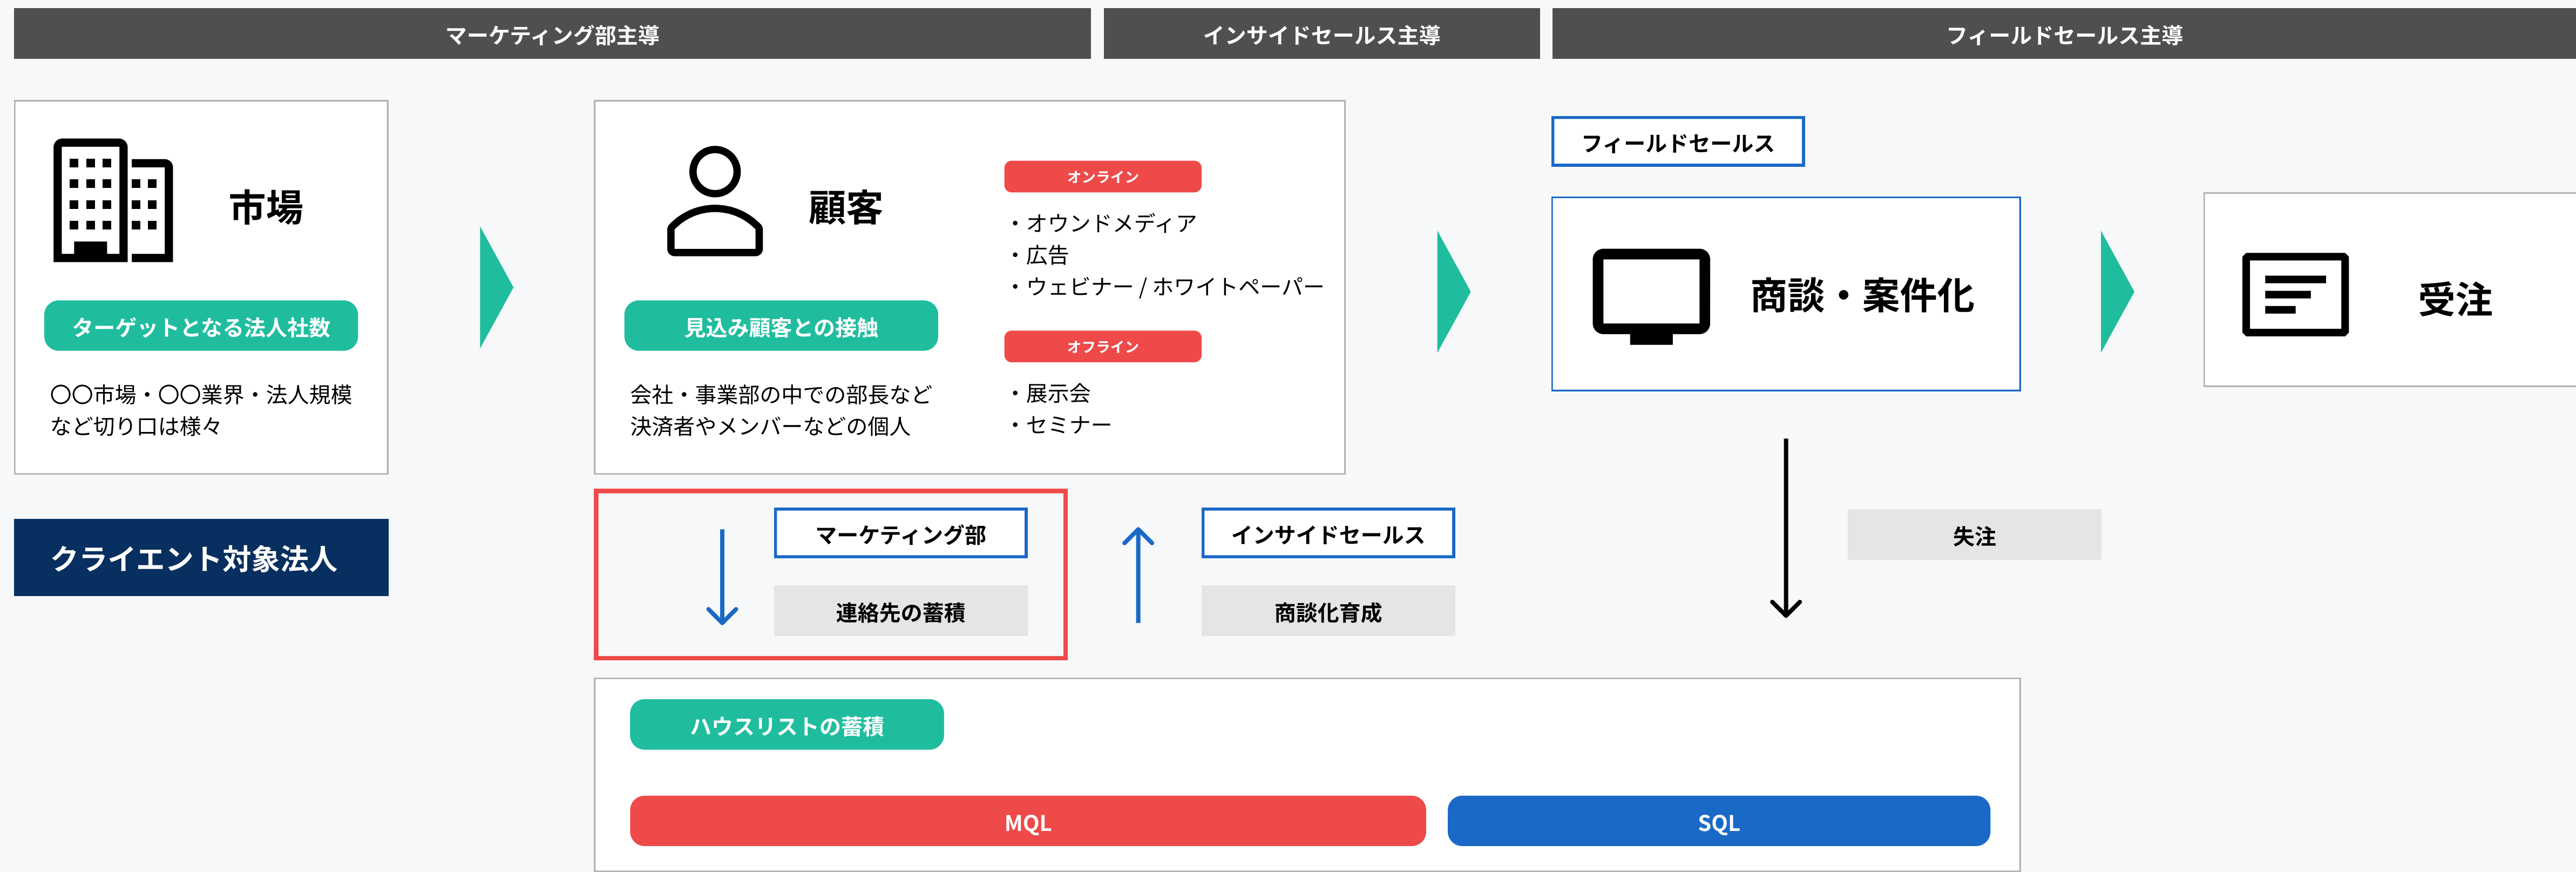 マーケティング部主導
インサイドセールス主導
フィールドセールス主導
市場
ターゲットとなる法人社数
〇〇市場・〇〇業界・法人規模
など切り口は様々
クライエント対象法人
顧客
見込み顧客との接触
会社・事業部の中での部長など
決済者やメンバーなどの個人
オンライン
・オウンドメディア
・広告
・ウェビナー / ホワイトペーパー
オフライン
・展示会
・セミナー
フィールドセールス
商談・案件化
受注
マーケティング部
連絡先の蓄積
インサイドセールス
商談化育成
失注
ハウスリストの蓄積
MQL
SQL